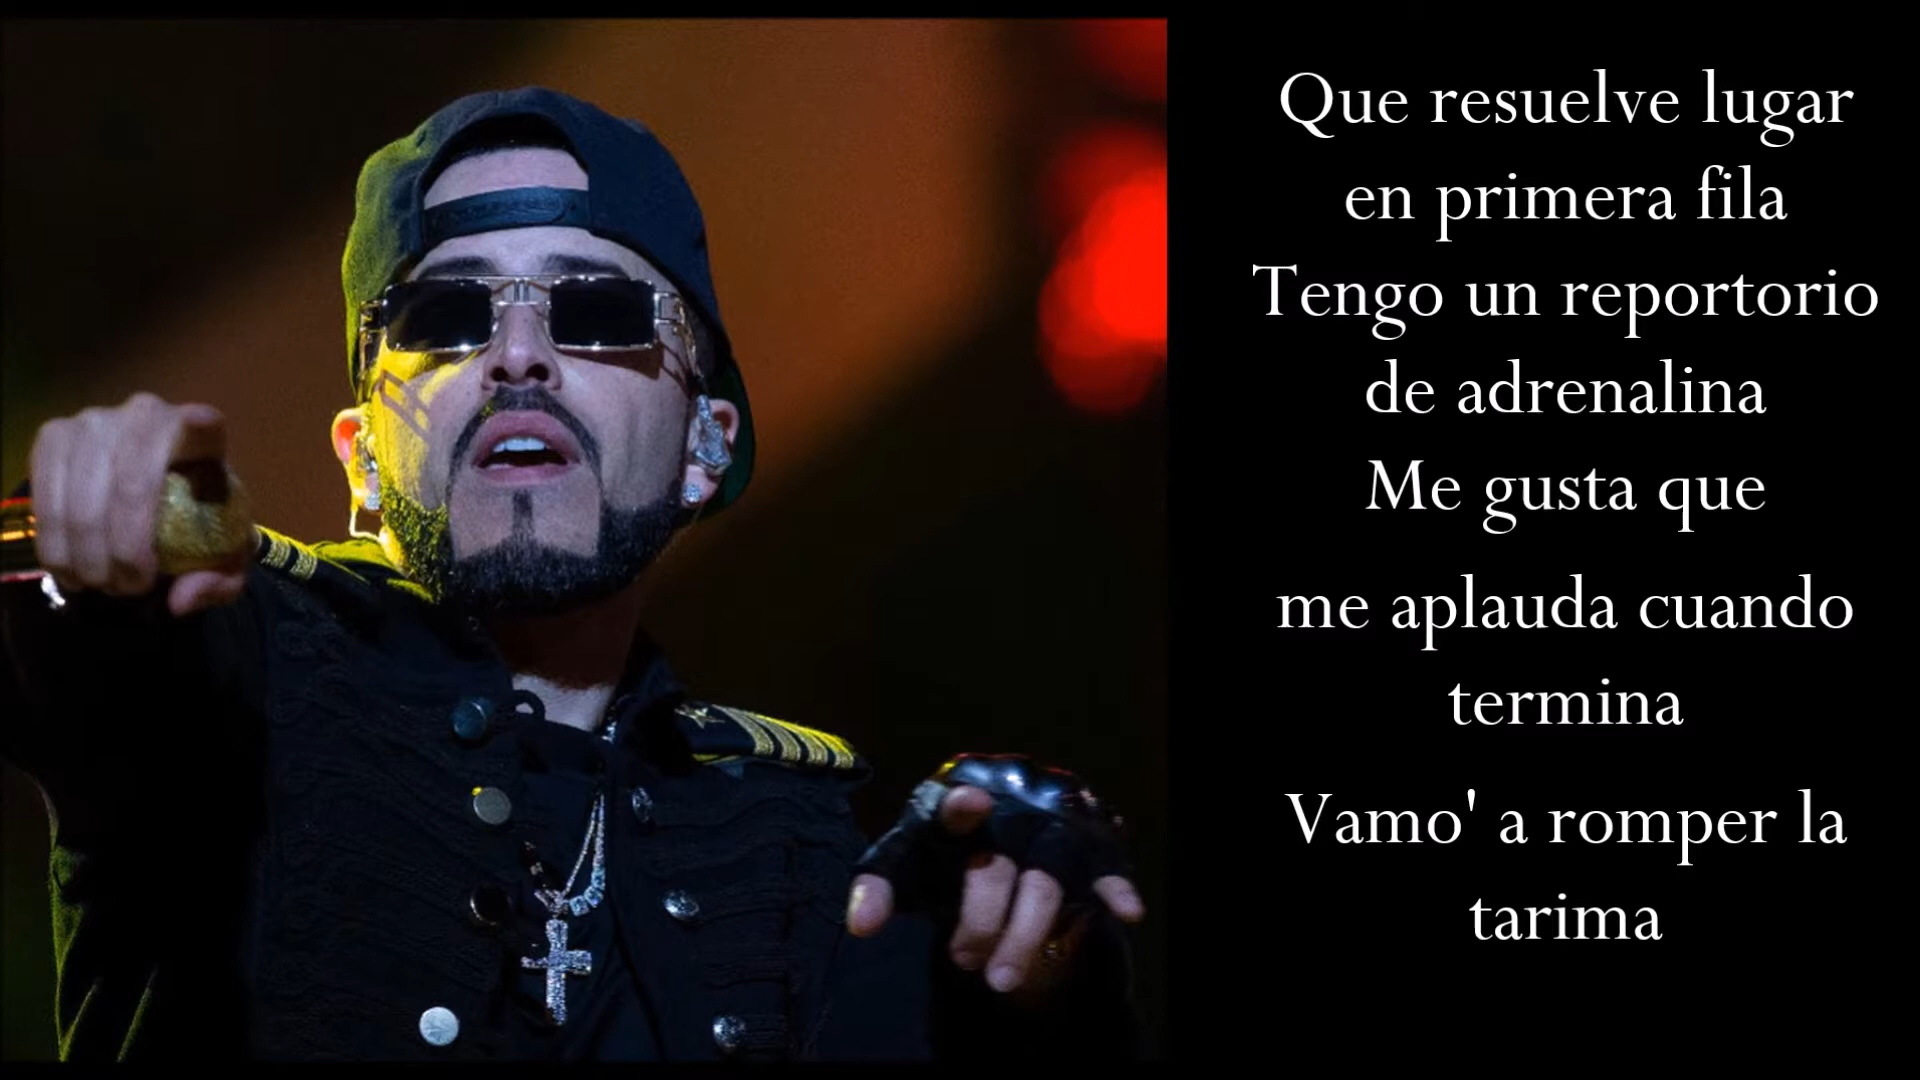 Que resuelve lugar
en primera fila
Tengo un reportorio
de adrenalina
Me gusta que
me aplauda cuando
termina
Vamo' a romper la
tarima